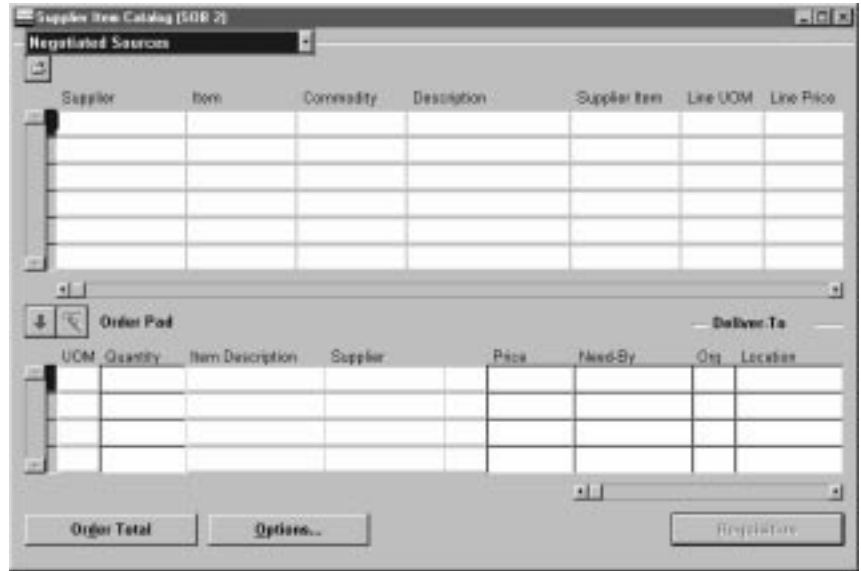 Supplier Item Catalog (SOB 2)
Negotiated Sources
Supplier Item Commodity Description Supplier Item Line UOM Line Price
Order Pad Deliver-To
UOM Quantity Item Description Supplier Price Need-By Org Location
Order Total Options...